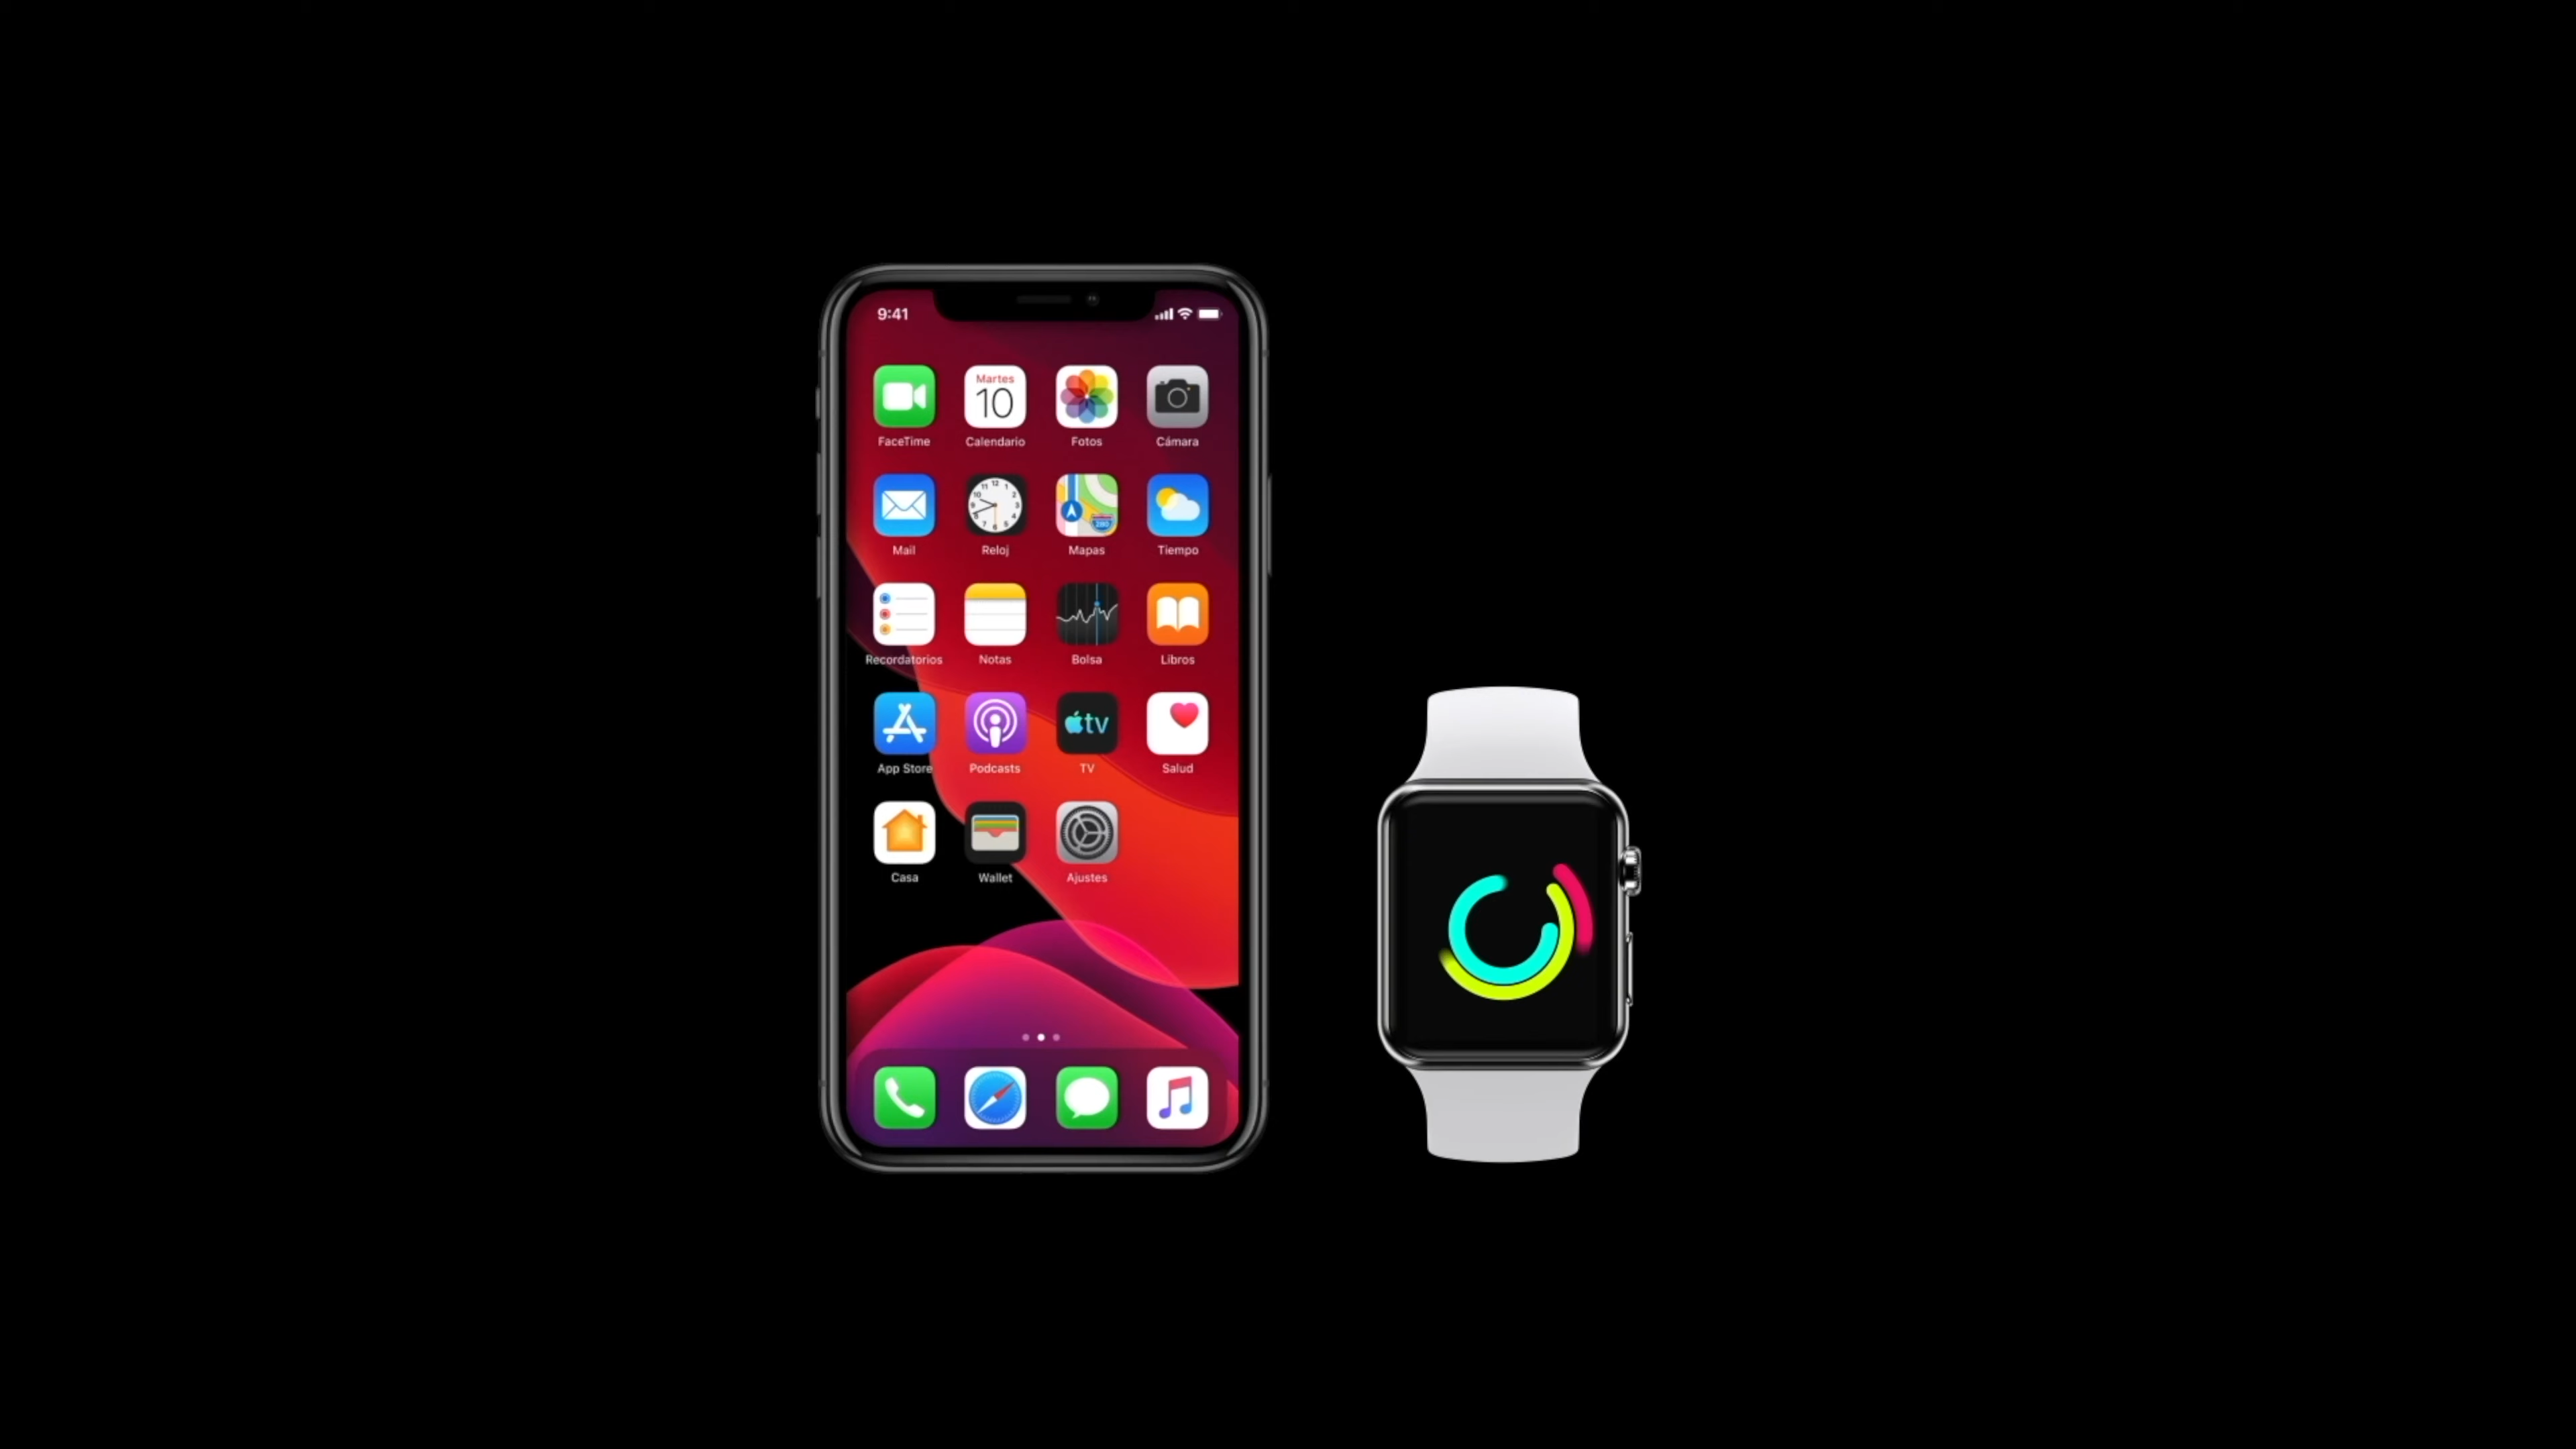 9:41
Martes
10
FaceTime Calendario Fotos Cámara
280
Mail Reloj Mapas Tiempo
Recordatorios Notas Bolsa Libros
tv
App Store Podcasts TV Salud
Casa Wallet Ajustes